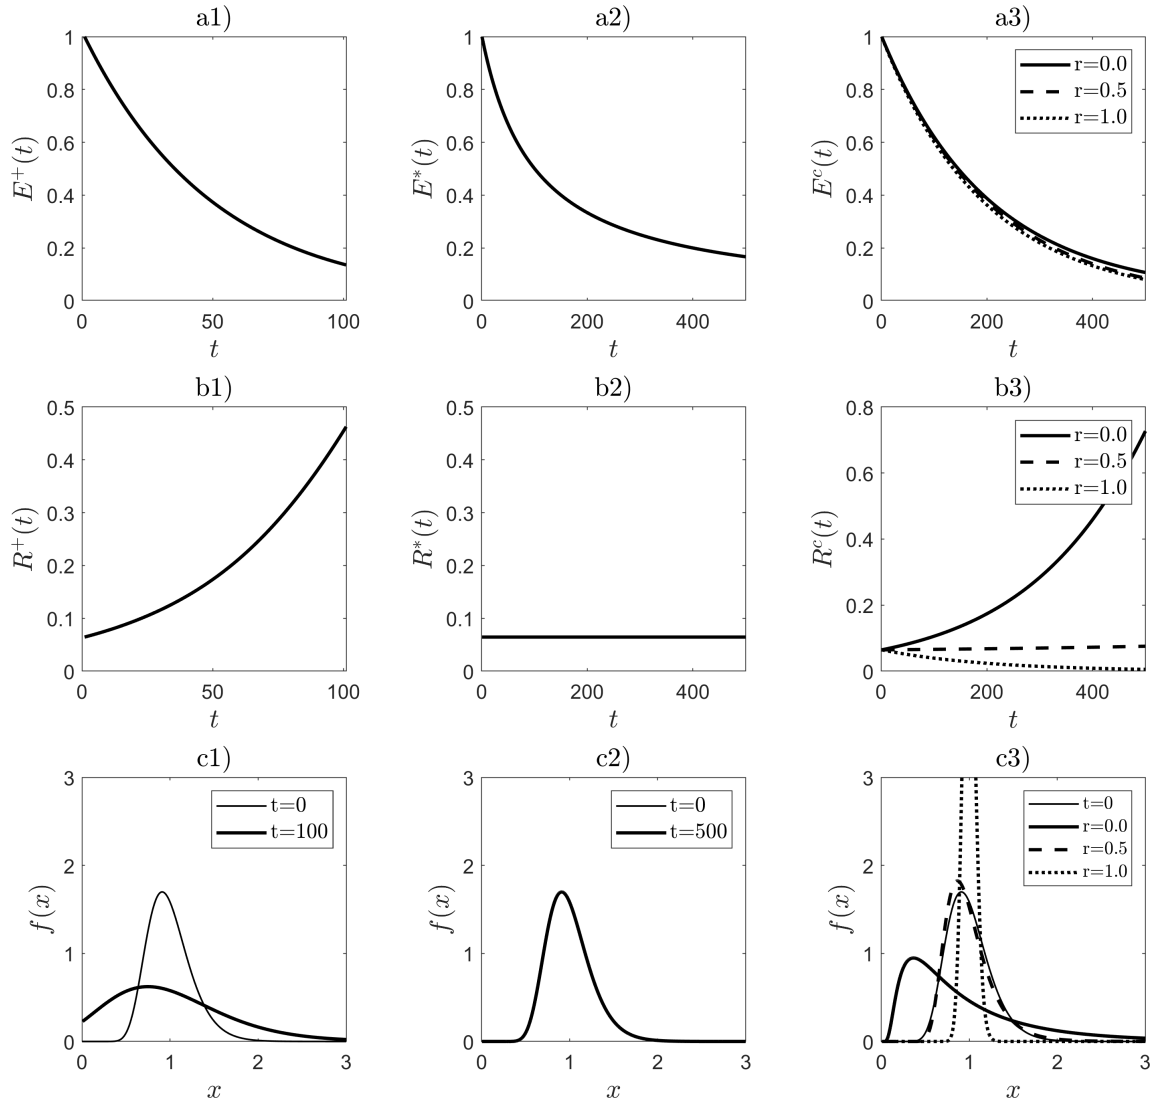 a1)
1
0.8
0.6
0.4
0.2
0
E⁺(t)
0 50 100
t
a2)
1
0.8
0.6
0.4
0.2
0
E*(t)
0 200 400
t
a3)
1
0.8
0.6
0.4
0.2
0
Eᶜ(t)
r=0.0
r=0.5
r=1.0
0 200 400
t
b1)
0.5
0.4
0.3
0.2
0.1
0
R⁺(t)
0 50 100
t
b2)
0.5
0.4
0.3
0.2
0.1
0
R*(t)
0 200 400
t
b3)
0.8
0.6
0.4
0.2
0
Rᶜ(t)
r=0.0
r=0.5
r=1.0
0 200 400
t
c1)
3
2
1
0
f(x)
t=0
t=100
0 1 2 3
x
c2)
3
2
1
0
f(x)
t=0
t=500
0 1 2 3
x
c3)
3
2
1
0
f(x)
t=0
r=0.0
r=0.5
r=1.0
0 1 2 3
x